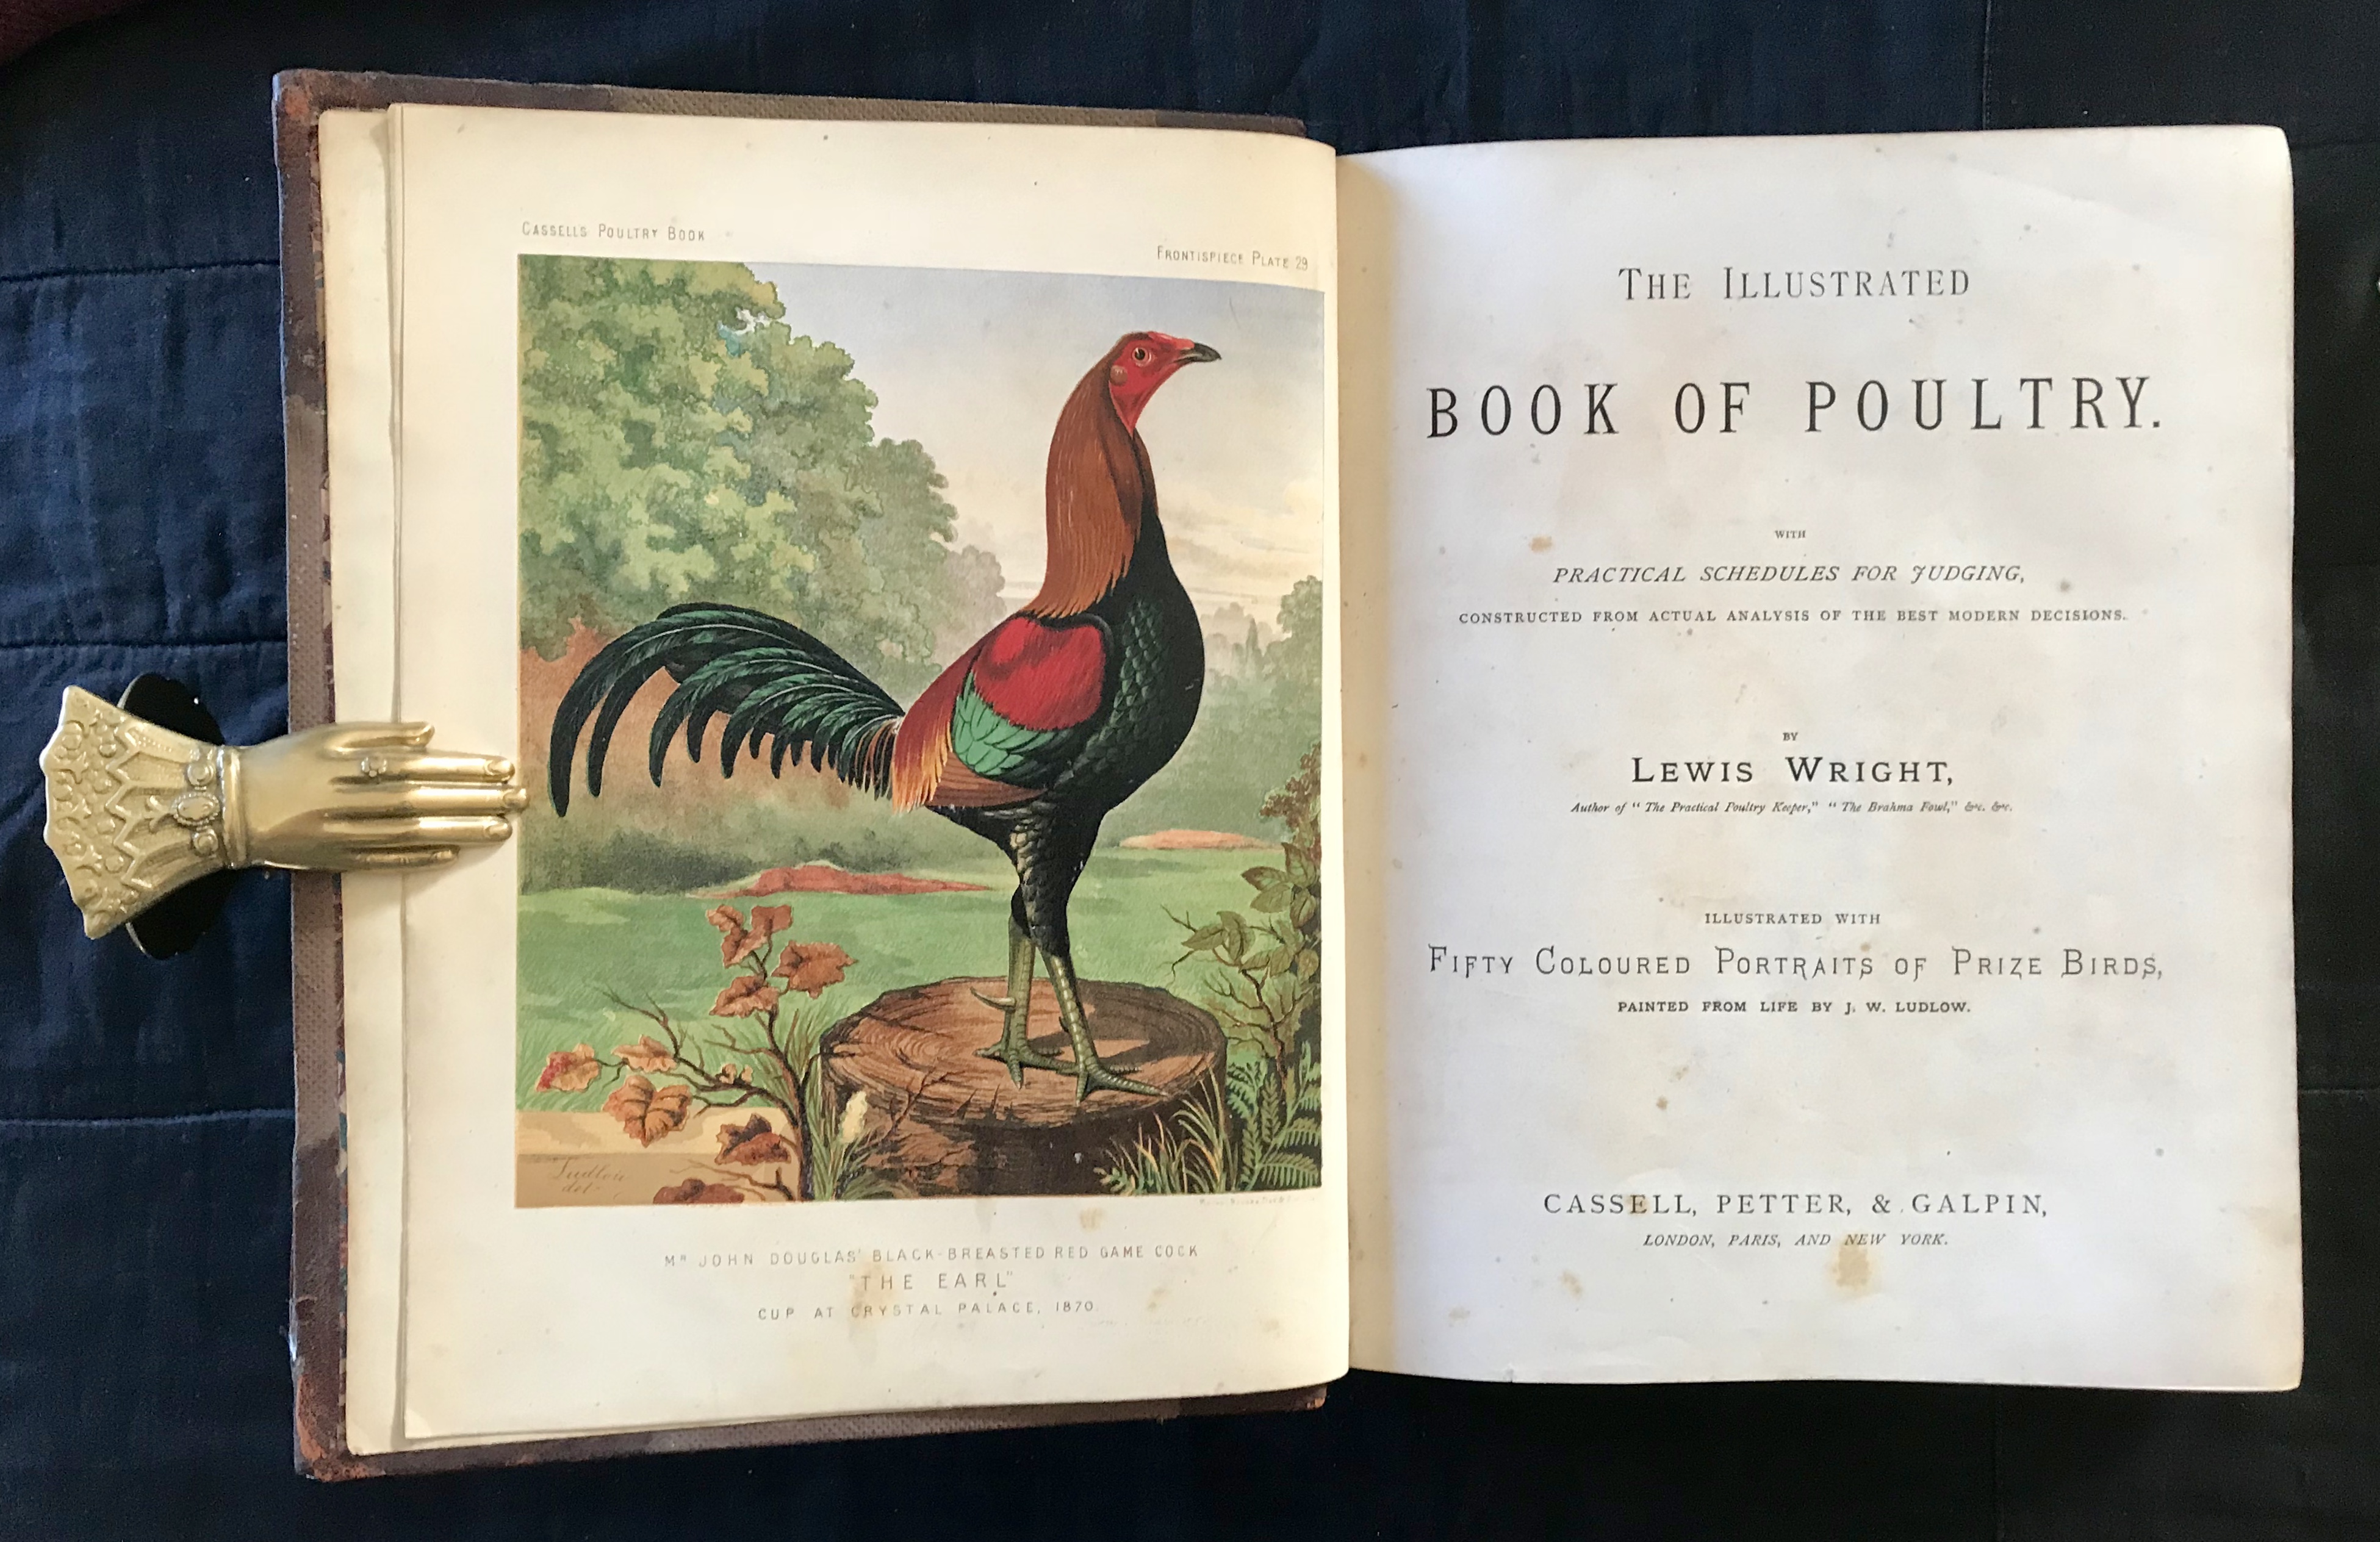 CASSELLS POULTRY BOOK
FRONTISPIECE PLATE 29
Ludlow
del
MR JOHN DOUGLAS' BLACK-BREASTED RED GAME COCK
"THE EARL"
CUP AT CRYSTAL PALACE, 1870.
THE ILLUSTRATED
BOOK OF POULTRY.
WITH
PRACTICAL SCHEDULES FOR JUDGING,
CONSTRUCTED FROM ACTUAL ANALYSIS OF THE BEST MODERN DECISIONS.
BY
LEWIS WRIGHT,
Author of "The Practical Poultry Keeper," "The Brahma Fowl," &c. &c.
ILLUSTRATED WITH
FIFTY COLOURED PORTRAITS OF PRIZE BIRDS,
PAINTED FROM LIFE BY J. W. LUDLOW.
CASSELL, PETTER, & GALPIN,
LONDON, PARIS, AND NEW YORK.